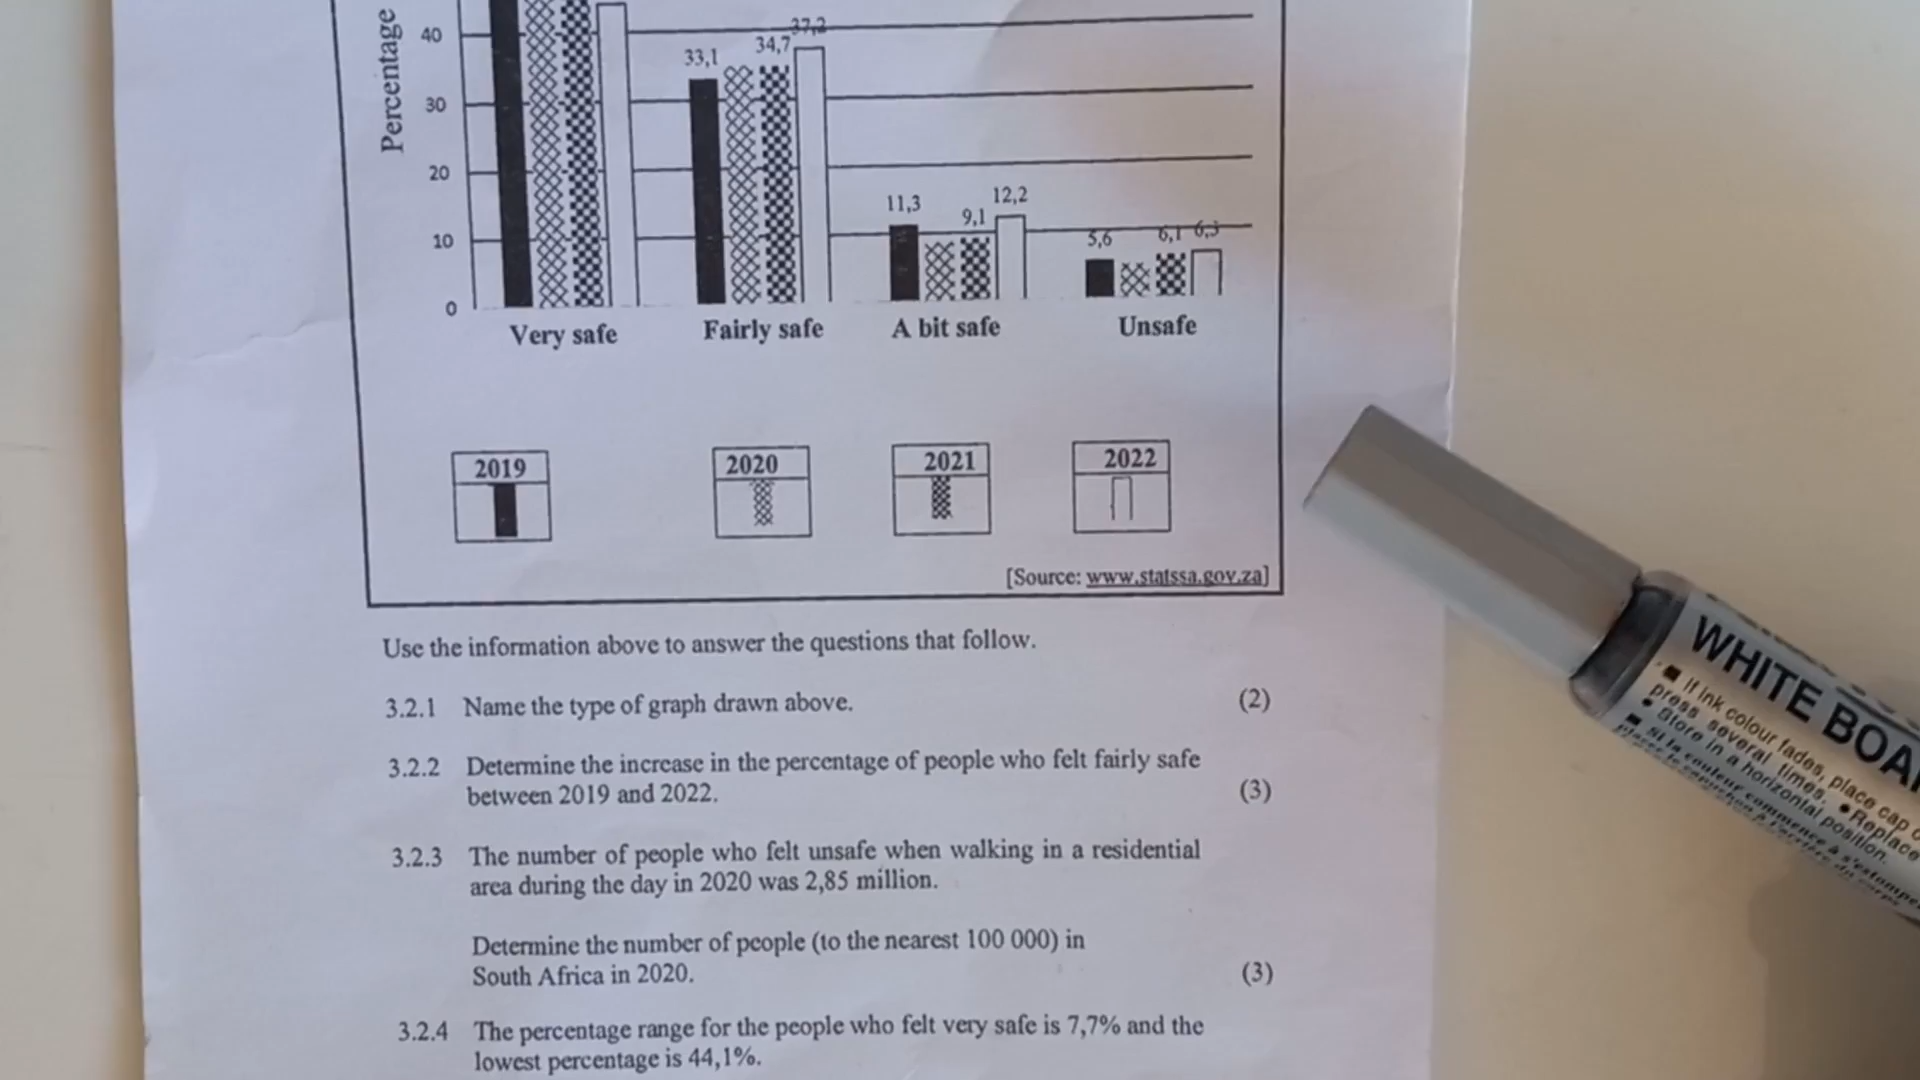 Percentage
40
30
20
10
0
33,1
34,7
37,2
11,3
9,1
12,2
5,6
6,1
6,3
Very safe
Fairly safe
A bit safe
Unsafe
2019
2020
2021
2022
[Source: www.statssa.gov.za]
Use the information above to answer the questions that follow.
3.2.1 Name the type of graph drawn above. (2)
3.2.2 Determine the increase in the percentage of people who felt fairly safe
between 2019 and 2022. (3)
3.2.3 The number of people who felt unsafe when walking in a residential
area during the day in 2020 was 2,85 million.
Determine the number of people (to the nearest 100 000) in
South Africa in 2020. (3)
3.2.4 The percentage range for the people who felt very safe is 7,7% and the
lowest percentage is 44,1%.
WHITE BOA
■ If ink colour fades, place cap
press several times. ● Replace
● Store in a horizontal position.